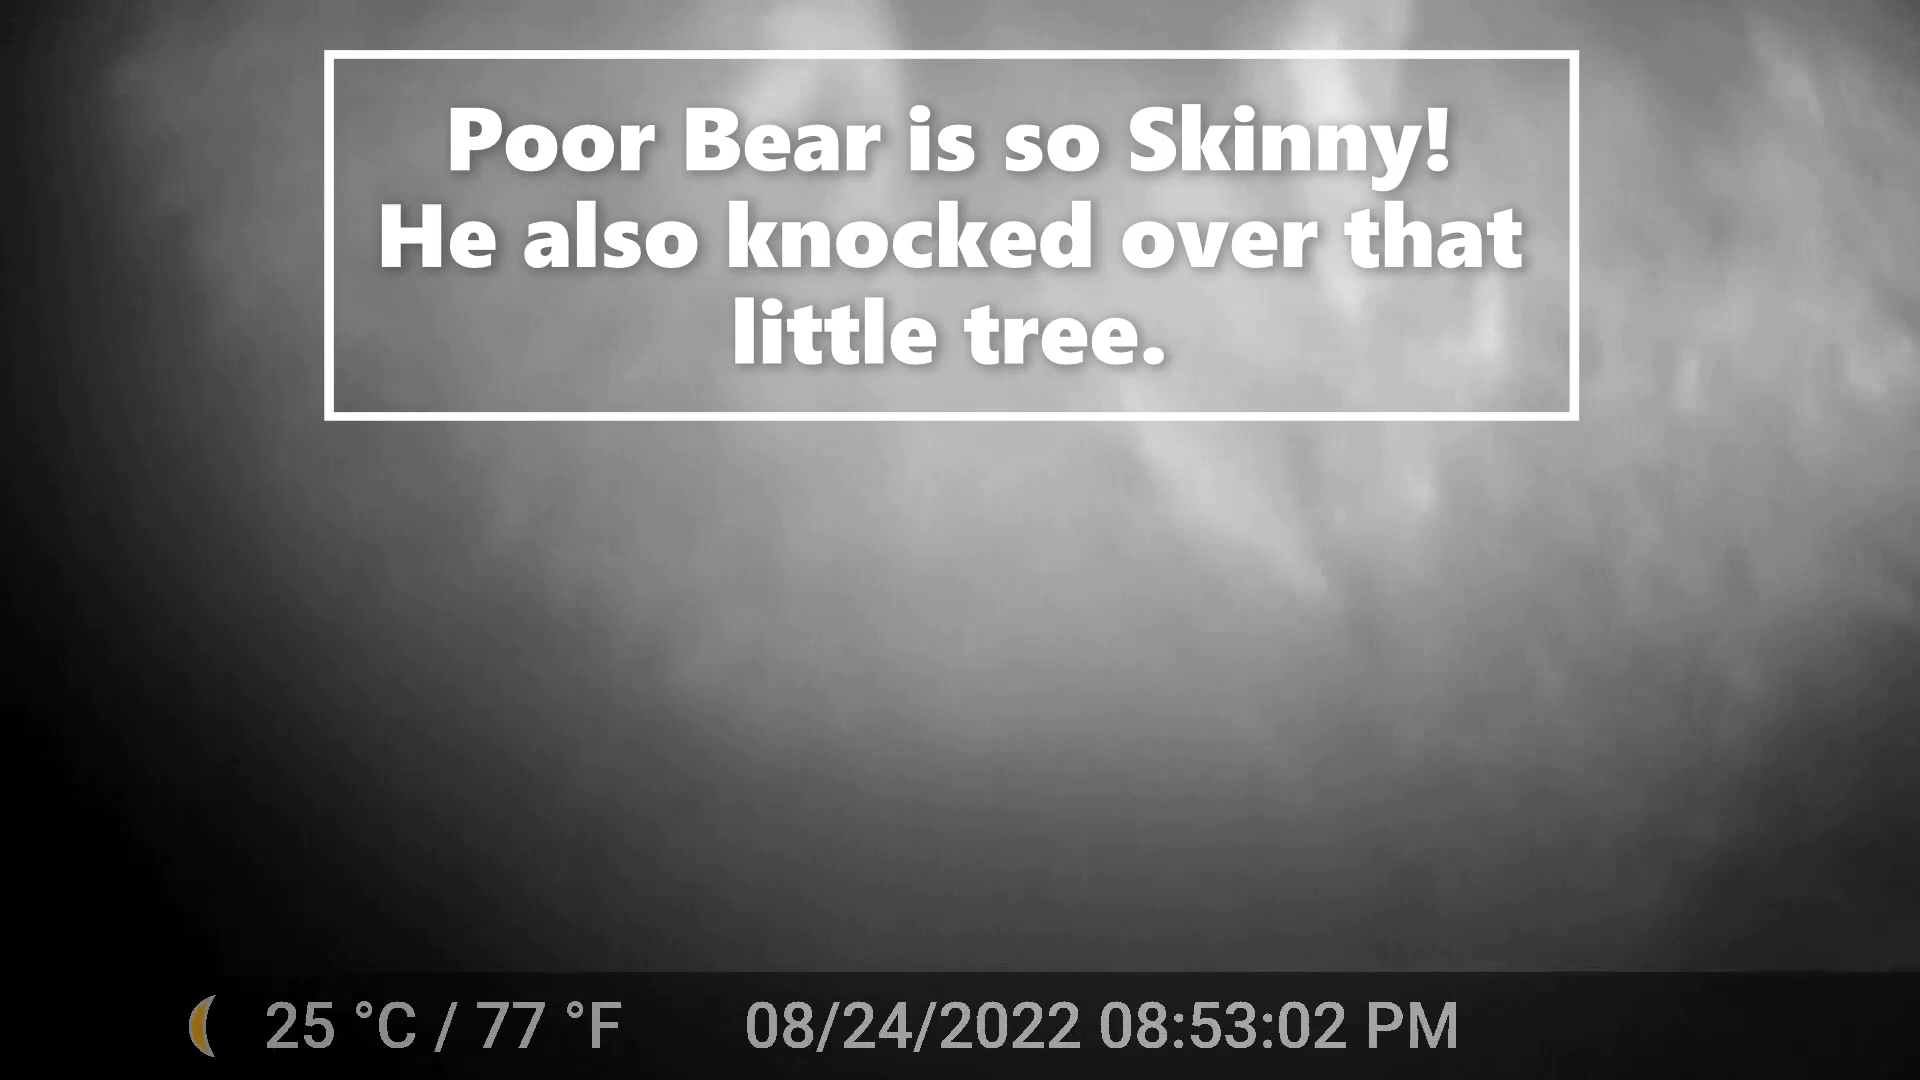 Poor Bear is so Skinny!
He also knocked over that
little tree.
25 °C / 77 °F 08/24/2022 08:53:02 PM